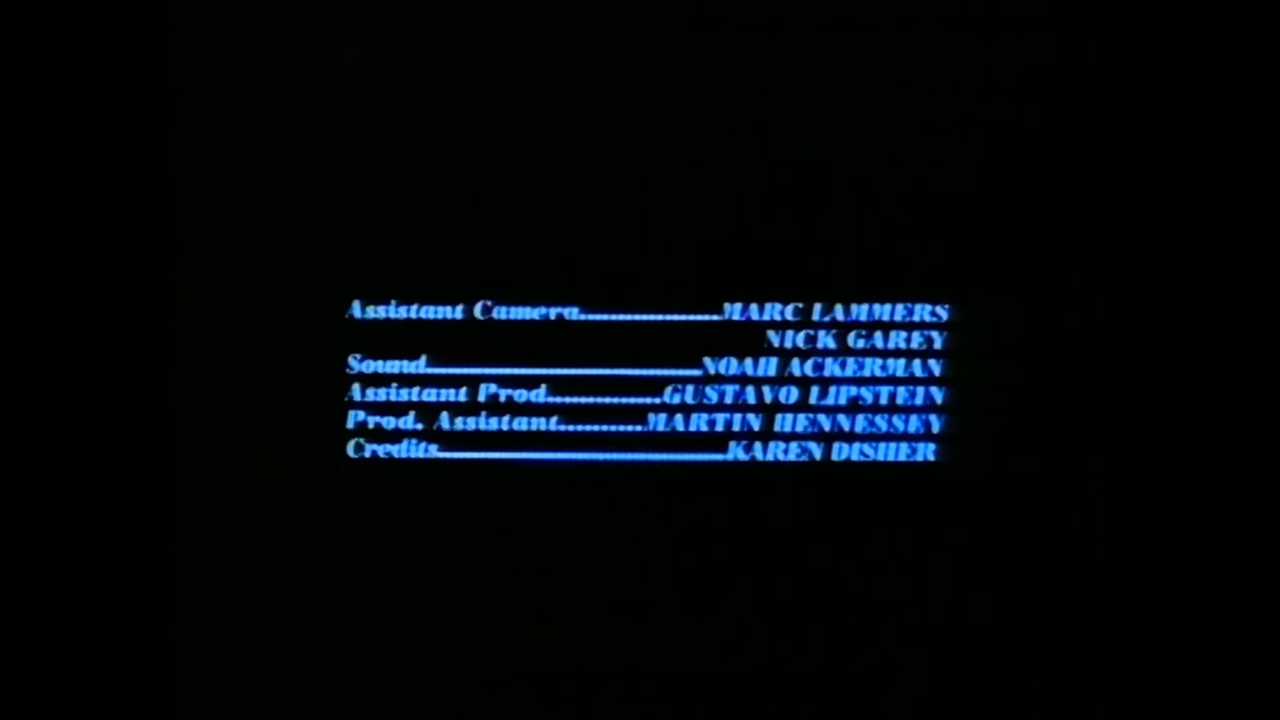 Assistant Camera...................MARC LAMMERS
NICK GAREY
Sound.....................................NOAH ACKERMAN
Assistant Prod...............GUSTAVO LIPSTEIN
Prod. Assistant...........MARTIN HENNESSEY
Credits.......................................KAREN DISHER